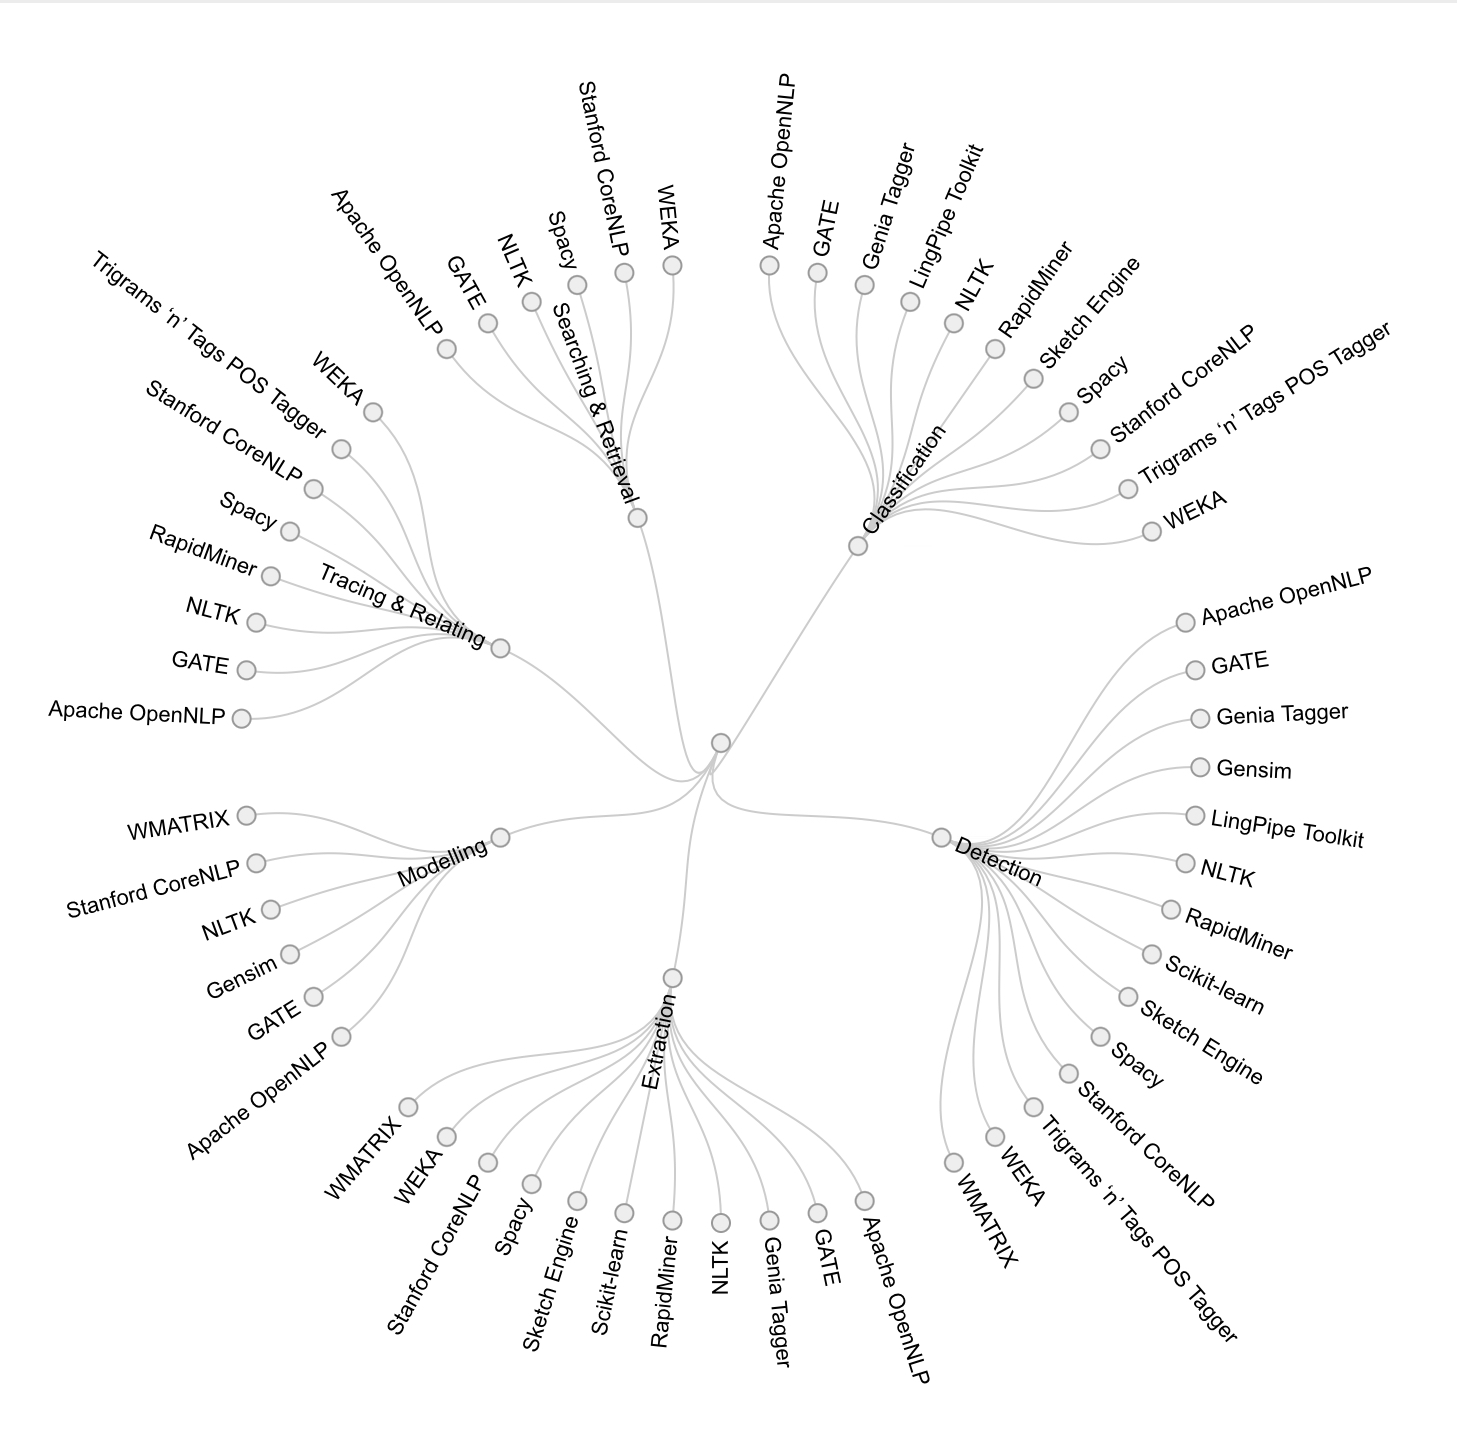 Classification
Apache OpenNLP
GATE
Genia Tagger
LingPipe Toolkit
NLTK
RapidMiner
Sketch Engine
Spacy
Stanford CoreNLP
Trigrams ‘n’ Tags POS Tagger
WEKA
Detection
Apache OpenNLP
GATE
Genia Tagger
Gensim
LingPipe Toolkit
NLTK
RapidMiner
Scikit-learn
Sketch Engine
Spacy
Stanford CoreNLP
Trigrams ‘n’ Tags POS Tagger
WEKA
WMATRIX
Extraction
Apache OpenNLP
GATE
Genia Tagger
NLTK
RapidMiner
Scikit-learn
Sketch Engine
Spacy
Stanford CoreNLP
WEKA
WMATRIX
Modelling
Apache OpenNLP
GATE
Gensim
NLTK
Stanford CoreNLP
WMATRIX
Tracing & Relating
Apache OpenNLP
GATE
NLTK
RapidMiner
Spacy
Stanford CoreNLP
Trigrams ‘n’ Tags POS Tagger
WEKA
Searching & Retrieval
Apache OpenNLP
GATE
NLTK
Spacy
Stanford CoreNLP
WEKA